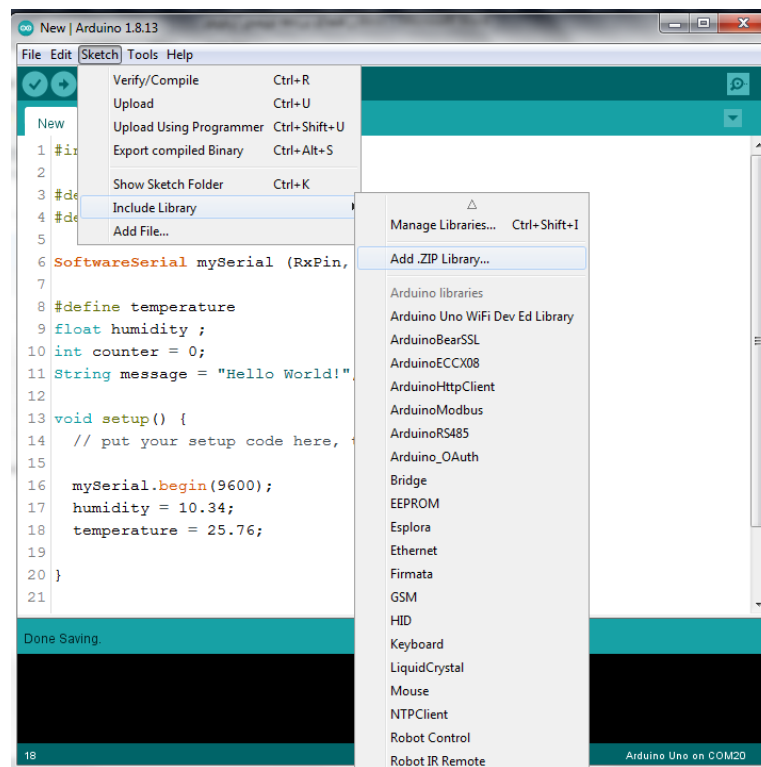 New | Arduino 1.8.13
File Edit Sketch Tools Help
Verify/Compile Ctrl+R
Upload Ctrl+U
Upload Using Programmer Ctrl+Shift+U
Export compiled Binary Ctrl+Alt+S
Show Sketch Folder Ctrl+K
Include Library
Add File...
Manage Libraries... Ctrl+Shift+I
Add .ZIP Library...
Arduino libraries
Arduino Uno WiFi Dev Ed Library
ArduinoBearSSL
ArduinoECCX08
ArduinoHttpClient
ArduinoModbus
ArduinoRS485
Arduino_OAuth
Bridge
EEPROM
Esplora
Ethernet
Firmata
GSM
HID
Keyboard
LiquidCrystal
Mouse
NTPClient
Robot Control
Robot IR Remote
New
1 #in
2
3 #de
4 #de
5
6 SoftwareSerial mySerial (RxPin,
7
8 #define temperature
9 float humidity ;
10 int counter = 0;
11 String message = "Hello World!"
12
13 void setup() {
14 // put your setup code here,
15
16 mySerial.begin(9600);
17 humidity = 10.34;
18 temperature = 25.76;
19
20 }
21
Done Saving.
18 Arduino Uno on COM20